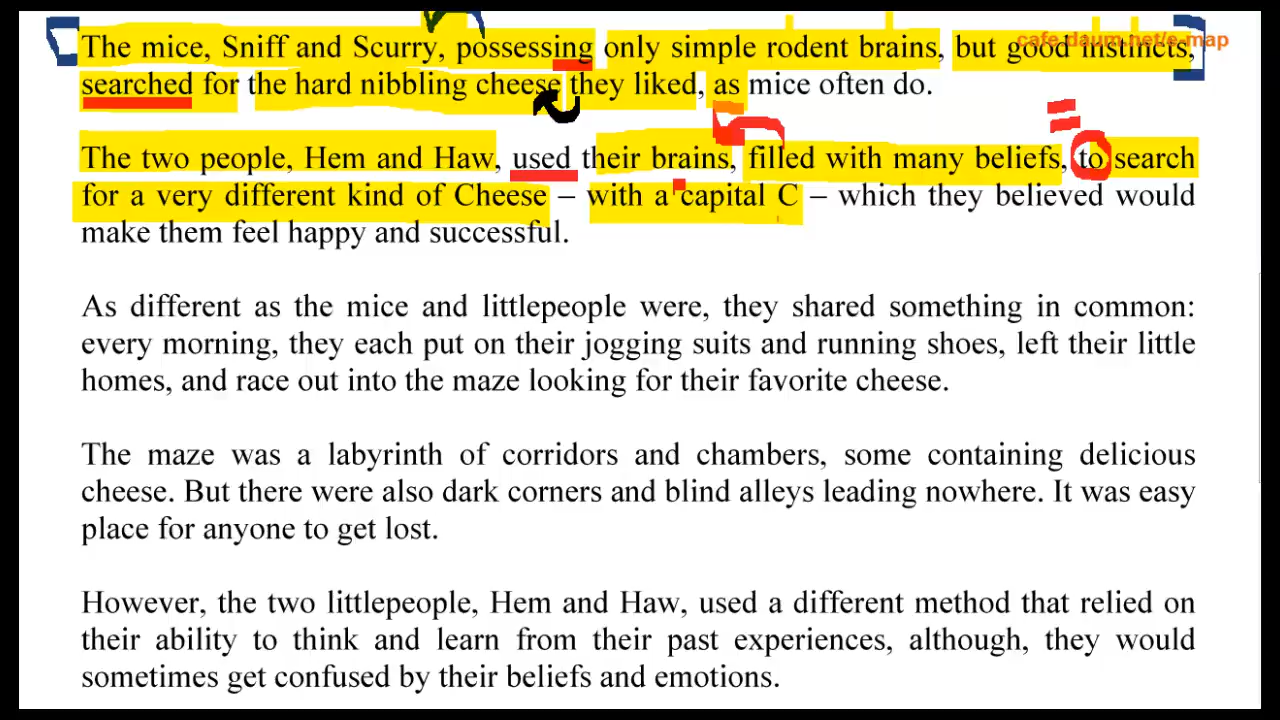 cafe.daum.net/e-map
The mice, Sniff and Scurry, possessing only simple rodent brains, but good instincts,
searched for the hard nibbling cheese they liked, as mice often do.
The two people, Hem and Haw, used their brains, filled with many beliefs, to search
for a very different kind of Cheese – with a capital C – which they believed would
make them feel happy and successful.
As different as the mice and littlepeople were, they shared something in common:
every morning, they each put on their jogging suits and running shoes, left their little
homes, and race out into the maze looking for their favorite cheese.
The maze was a labyrinth of corridors and chambers, some containing delicious
cheese. But there were also dark corners and blind alleys leading nowhere. It was easy
place for anyone to get lost.
However, the two littlepeople, Hem and Haw, used a different method that relied on
their ability to think and learn from their past experiences, although, they would
sometimes get confused by their beliefs and emotions.